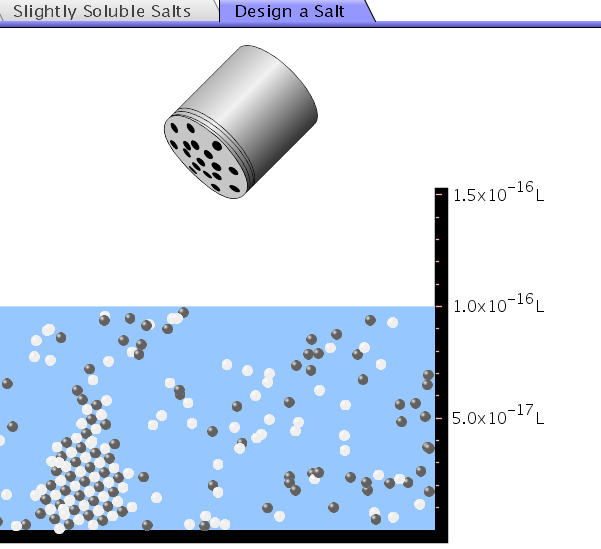 Slightly Soluble Salts
Design a Salt
1.5x10⁻¹⁶L
1.0x10⁻¹⁶L
5.0x10⁻¹⁷L